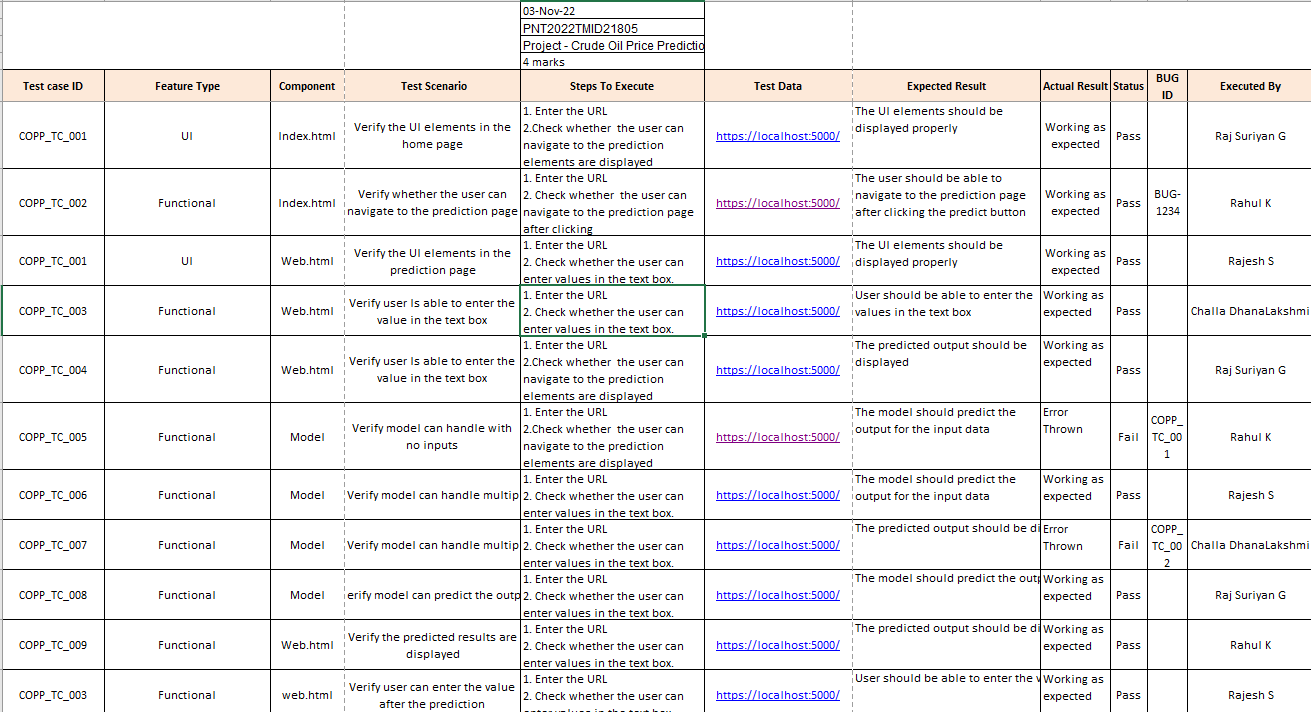 03-Nov-22
PNT2022TMID21805
Project - Crude Oil Price Predictio
4 marks
Test case ID Feature Type Component Test Scenario Steps To Execute Test Data Expected Result Actual Result Status BUG ID Executed By
COPP_TC_001
UI
Index.html
Verify the UI elements in the
home page
1. Enter the URL
2.Check whether the user can
navigate to the prediction
elements are displayed
https://localhost:5000/
The UI elements should be
displayed properly
Working as
expected
Pass
Raj Suriyan G
COPP_TC_002
Functional
Index.html
Verify whether the user can
navigate to the prediction page
1. Enter the URL
2. Check whether the user can
navigate to the prediction page
after clicking
https://localhost:5000/
The user should be able to
navigate to the prediction page
after clicking the predict button
Working as
expected
Pass
BUG-
1234
Rahul K
COPP_TC_001
UI
Web.html
Verify the UI elements in the
prediction page
1. Enter the URL
2. Check whether the user can
enter values in the text box.
https://localhost:5000/
The UI elements should be
displayed properly
Working as
expected
Pass
Rajesh S
COPP_TC_003
Functional
Web.html
Verify user Is able to enter the
value in the text box
1. Enter the URL
2. Check whether the user can
enter values in the text box.
https://localhost:5000/
User should be able to enter the
values in the text box
Working as
expected
Pass
Challa DhanaLakshmi
COPP_TC_004
Functional
Web.html
Verify user Is able to enter the
value in the text box
1. Enter the URL
2.Check whether the user can
navigate to the prediction
elements are displayed
https://localhost:5000/
The predicted output should be
displayed
Working as
expected
Pass
Raj Suriyan G
COPP_TC_005
Functional
Model
Verify model can handle with
no inputs
1. Enter the URL
2.Check whether the user can
navigate to the prediction
elements are displayed
https://localhost:5000/
The model should predict the
output for the input data
Error
Thrown
Fail
COPP_
TC_00
1
Rahul K
COPP_TC_006
Functional
Model
Verify model can handle multip
1. Enter the URL
2. Check whether the user can
enter values in the text box.
https://localhost:5000/
The model should predict the
output for the input data
Working as
expected
Pass
Rajesh S
COPP_TC_007
Functional
Model
Verify model can handle multip
1. Enter the URL
2. Check whether the user can
enter values in the text box.
https://localhost:5000/
The predicted output should be di
Error
Thrown
Fail
COPP_
TC_00
2
Challa DhanaLakshmi
COPP_TC_008
Functional
Model
erify model can predict the outp
1. Enter the URL
2. Check whether the user can
enter values in the text box.
https://localhost:5000/
The model should predict the outp
Working as
expected
Pass
Raj Suriyan G
COPP_TC_009
Functional
Web.html
Verify the predicted results are
displayed
1. Enter the URL
2. Check whether the user can
enter values in the text box.
https://localhost:5000/
The predicted output should be di
Working as
expected
Pass
Rahul K
COPP_TC_003
Functional
web.html
Verify user can enter the value
after the prediction
1. Enter the URL
2. Check whether the user can
https://localhost:5000/
User should be able to enter the v
Working as
expected
Pass
Rajesh S